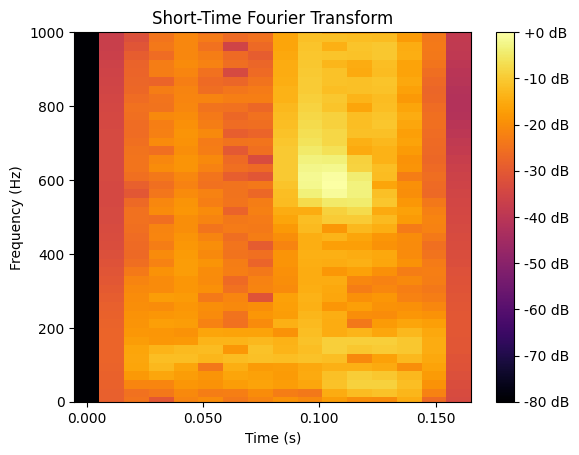 Short-Time Fourier Transform
Frequency (Hz)
1000
800
600
400
200
0
0.000
0.050
0.100
0.150
Time (s)
+0 dB
-10 dB
-20 dB
-30 dB
-40 dB
-50 dB
-60 dB
-70 dB
-80 dB